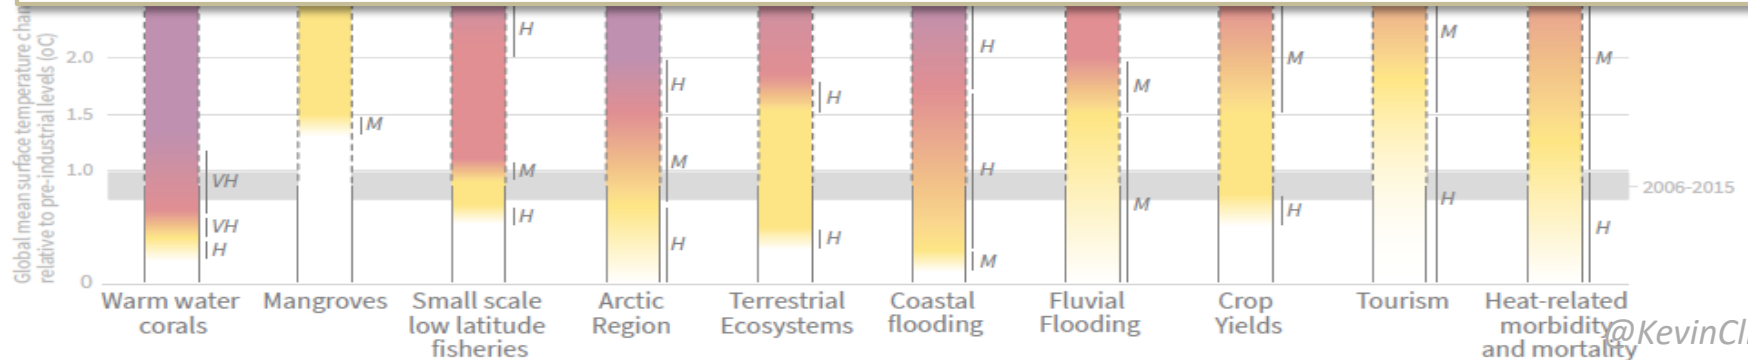 Global mean surface temperature chan
relative to pre-industrial levels (oC)
2.0
1.5
1.0
0
VH
VH
H
M
H
M
H
H
M
H
H
H
H
H
M
M
M
M
H
M
H
M
H
2006-2015
Warm water
corals
Mangroves
Small scale
low latitude
fisheries
Arctic
Region
Terrestrial
Ecosystems
Coastal
flooding
Fluvial
Flooding
Crop
Yields
Tourism
Heat-related
morbidity
and mortality
@KevinCli